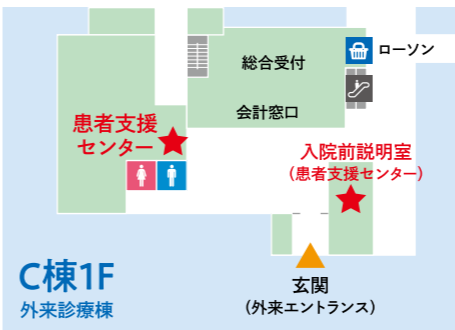 総合受付
ローソン
会計窓口
患者支援
センター
入院前説明室
(患者支援センター)
C棟1F
外来診療棟
玄関
(外来エントランス)